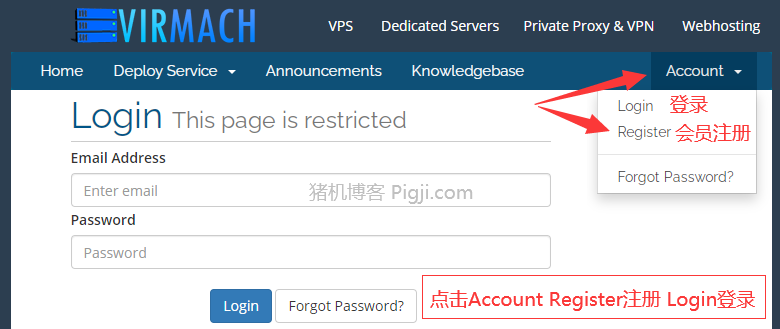 VIRMACH
VPS Dedicated Servers Private Proxy & VPN Webhosting
Home Deploy Service Announcements Knowledgebase Account
Login This page is restricted
Login 登录
Register 会员注册
Forgot Password?
Email Address
Enter email
猪机博客 Pigji.com
Password
Password
Login Forgot Password?
点击Account Register注册 Login登录